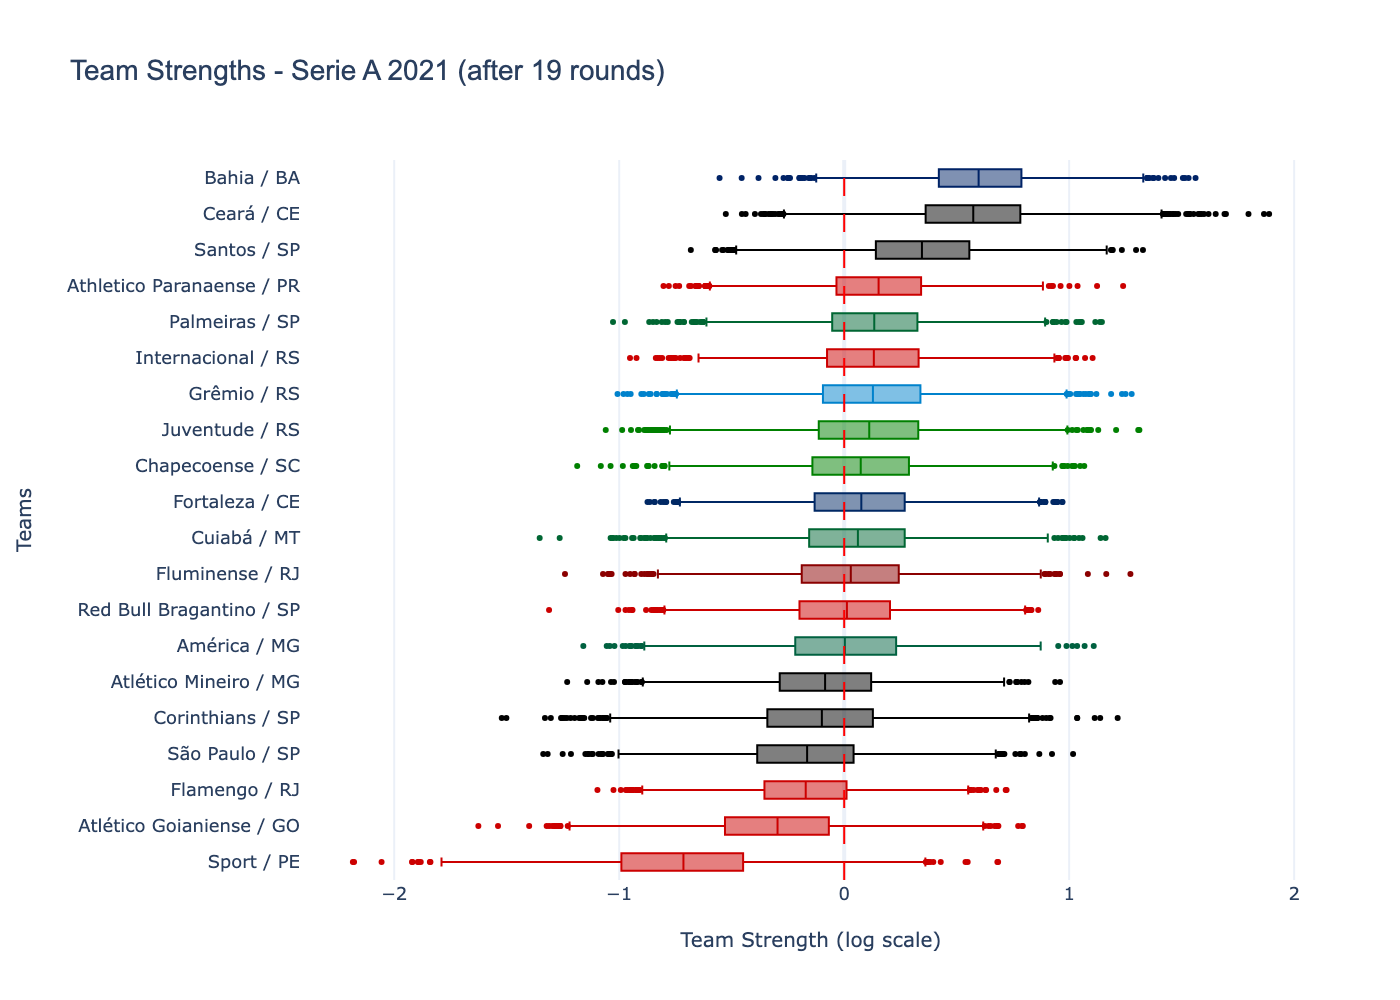 Team Strengths - Serie A 2021 (after 19 rounds)
Teams
Bahia / BA
Ceará / CE
Santos / SP
Athletico Paranaense / PR
Palmeiras / SP
Internacional / RS
Grêmio / RS
Juventude / RS
Chapecoense / SC
Fortaleza / CE
Cuiabá / MT
Fluminense / RJ
Red Bull Bragantino / SP
América / MG
Atlético Mineiro / MG
Corinthians / SP
São Paulo / SP
Flamengo / RJ
Atlético Goianiense / GO
Sport / PE
−2 −1 0 1 2
Team Strength (log scale)